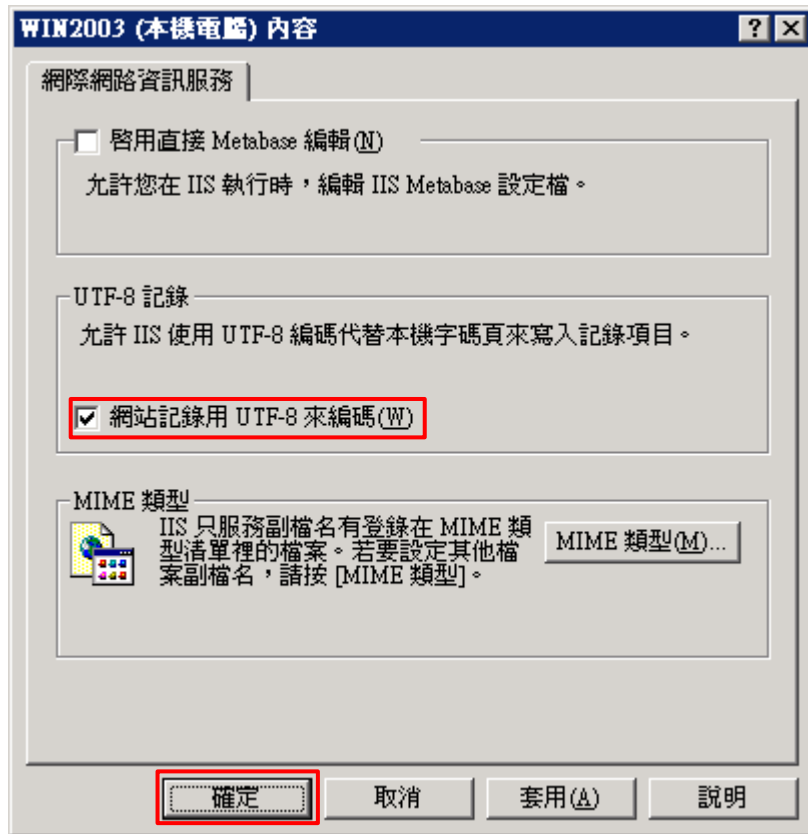 WIN2003 (本機電腦) 內容
網際網路資訊服務
啓用直接 Metabase 編輯(N)
允許您在 IIS 執行時，編輯 IIS Metabase 設定檔。
UTF-8 記錄
允許 IIS 使用 UTF-8 編碼代替本機字碼頁來寫入記錄項目。
網站記錄用 UTF-8 來編碼(W)
MIME 類型
IIS 只服務副檔名有登錄在 MIME 類
型清單裡的檔案。若要設定其他檔
案副檔名，請按 [MIME 類型]。
MIME 類型(M)...
確定
取消
套用(A)
說明